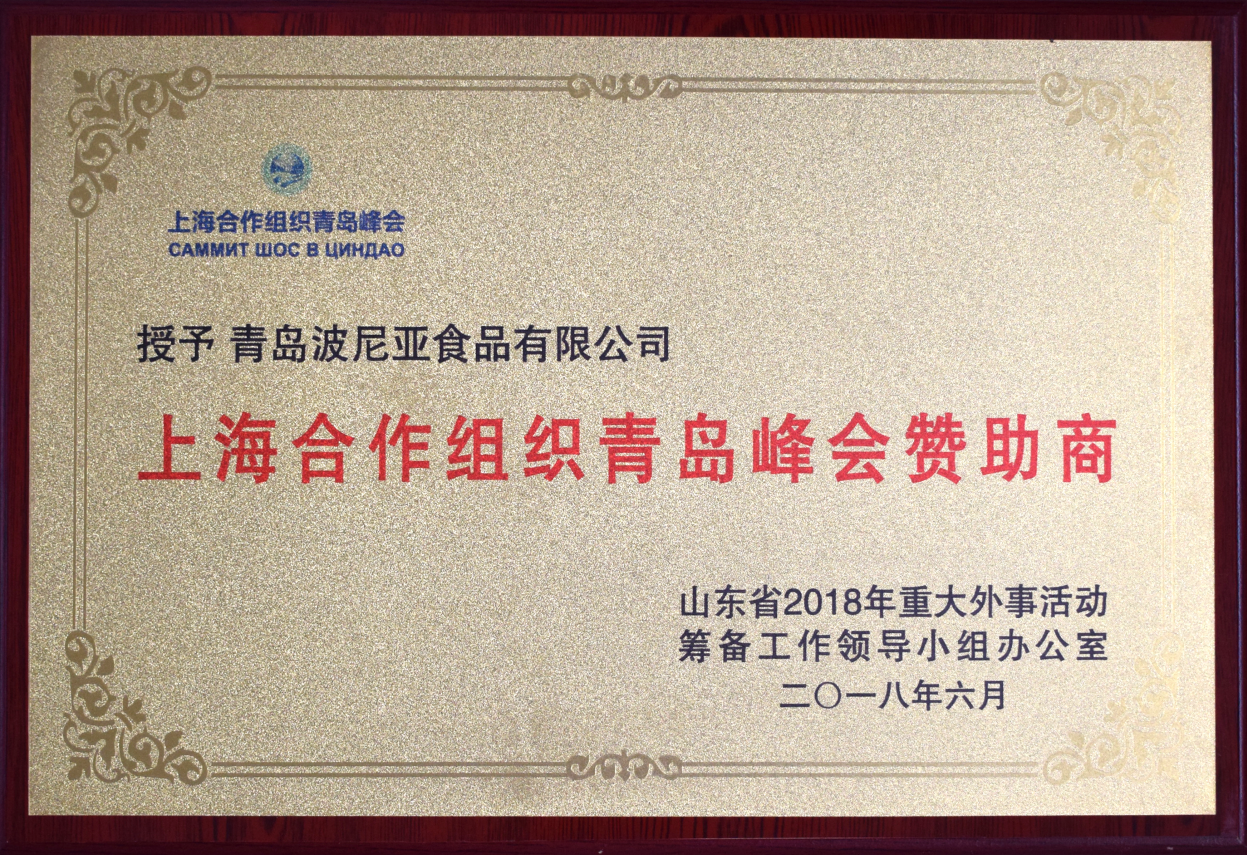 上海合作组织青岛峰会
САММИТ ШОС В ЦИНДАО
授予 青岛波尼亚食品有限公司
上海合作组织青岛峰会赞助商
山东省2018年重大外事活动
筹备工作领导小组办公室
二〇一八年六月